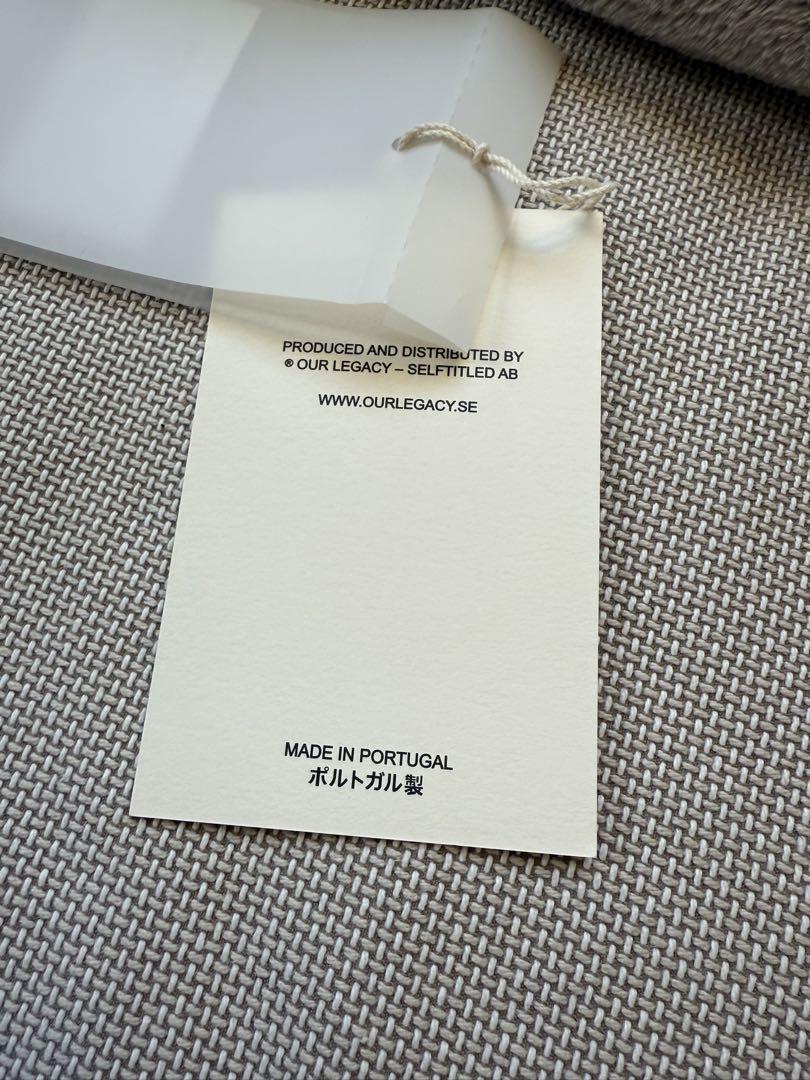 PRODUCED AND DISTRIBUTED BY
® OUR LEGACY – SELFTITLED AB
WWW.OURLEGACY.SE
MADE IN PORTUGAL
ポルトガル製